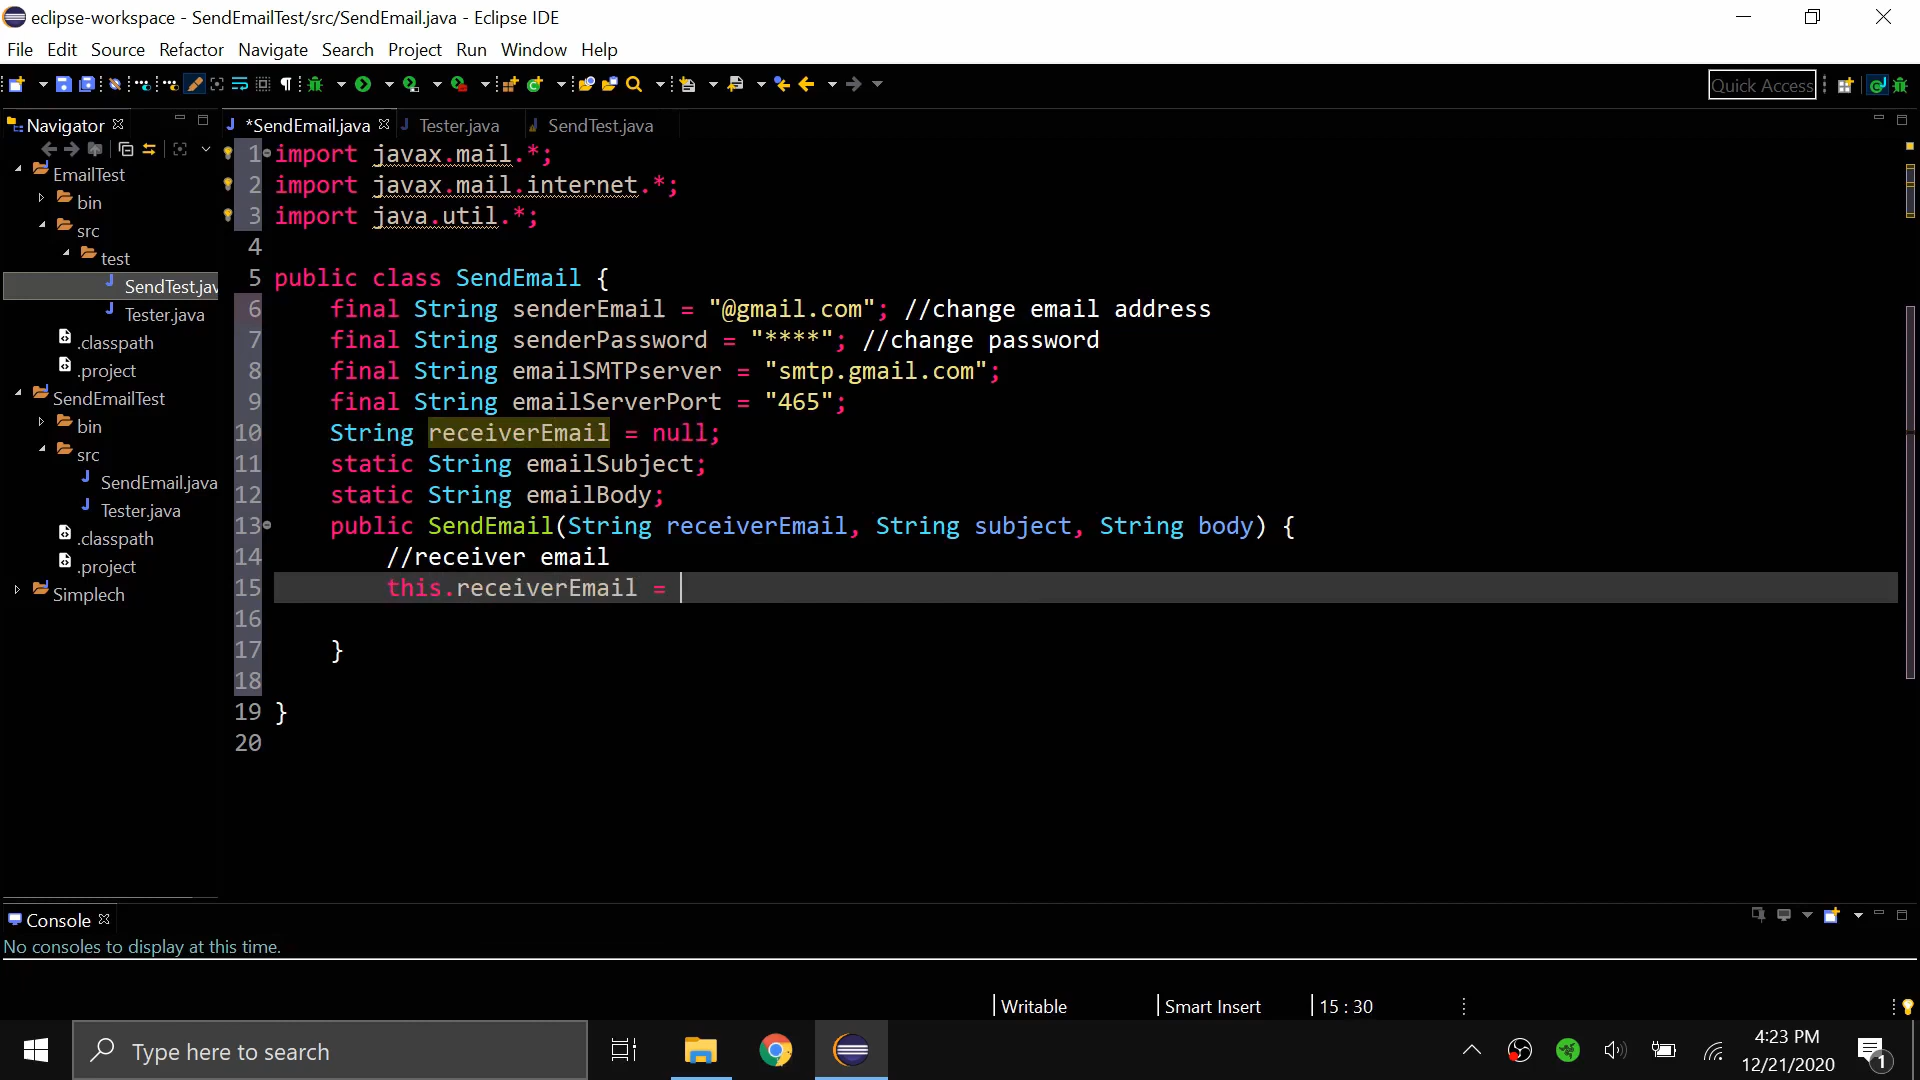 eclipse-workspace - SendEmailTest/src/SendEmail.java - Eclipse IDE
File Edit Source Refactor Navigate Search Project Run Window Help
Quick Access
Navigator
*SendEmail.java Tester.java SendTest.java
EmailTest
bin
src
test
SendTest.jav
Tester.java
.classpath
.project
SendEmailTest
bin
src
SendEmail.java
Tester.java
.classpath
.project
Simplech
1 import javax.mail.*;
2 import javax.mail.internet.*;
3 import java.util.*;
4
5 public class SendEmail {
6 final String senderEmail = "@gmail.com"; //change email address
7 final String senderPassword = "****"; //change password
8 final String emailSMTPserver = "smtp.gmail.com";
9 final String emailServerPort = "465";
10 String receiverEmail = null;
11 static String emailSubject;
12 static String emailBody;
13 public SendEmail(String receiverEmail, String subject, String body) {
14 //receiver email
15 this.receiverEmail =
16
17 }
18
19 }
20
Console
No consoles to display at this time.
Writable Smart Insert 15 : 30
Type here to search
4:23 PM
12/21/2020
1